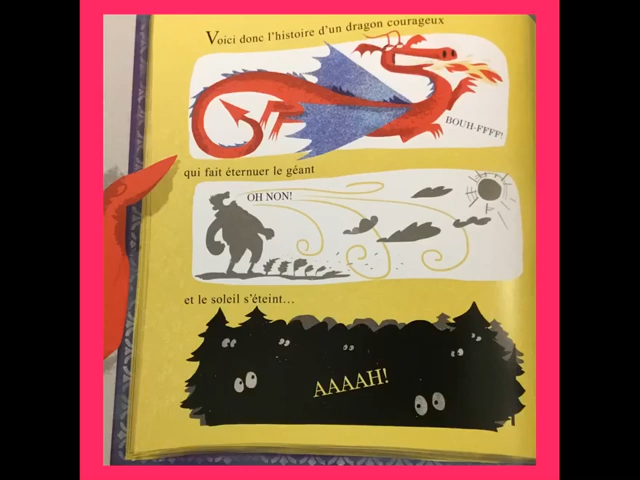 Voici donc l'histoire d'un dragon courageux
BOUH-FFFF!
qui fait éternuer le géant
OH NON!
et le soleil s'éteint...
AAAAH!